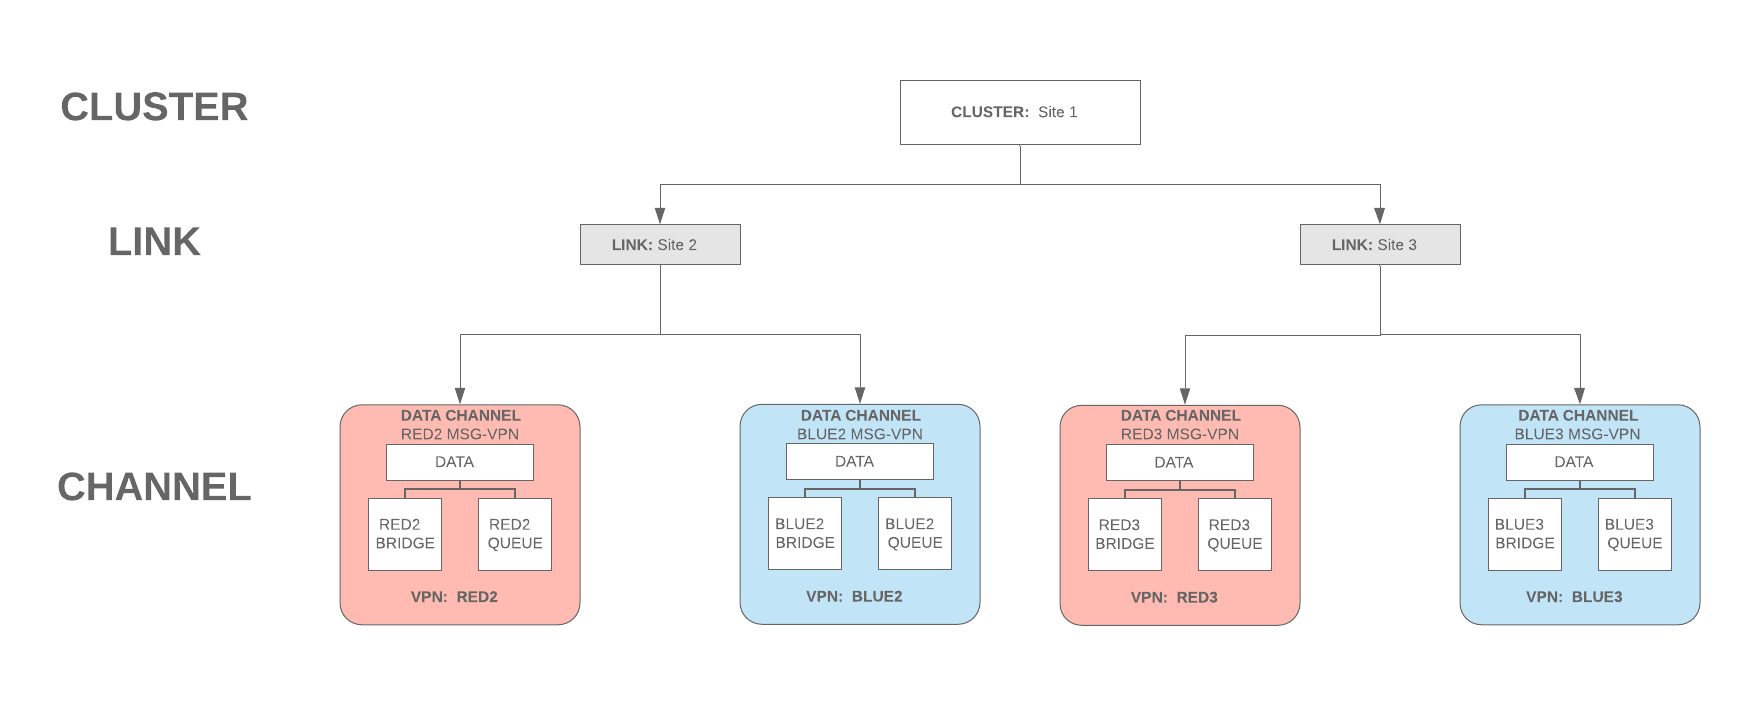 CLUSTER
CLUSTER: Site 1
LINK
LINK: Site 2
LINK: Site 3
CHANNEL
DATA CHANNEL
RED2 MSG-VPN
DATA
RED2
BRIDGE
RED2
QUEUE
VPN: RED2
DATA CHANNEL
BLUE2 MSG-VPN
DATA
BLUE2
BRIDGE
BLUE2
QUEUE
VPN: BLUE2
DATA CHANNEL
RED3 MSG-VPN
DATA
RED3
BRIDGE
RED3
QUEUE
VPN: RED3
DATA CHANNEL
BLUE3 MSG-VPN
DATA
BLUE3
BRIDGE
BLUE3
QUEUE
VPN: BLUE3